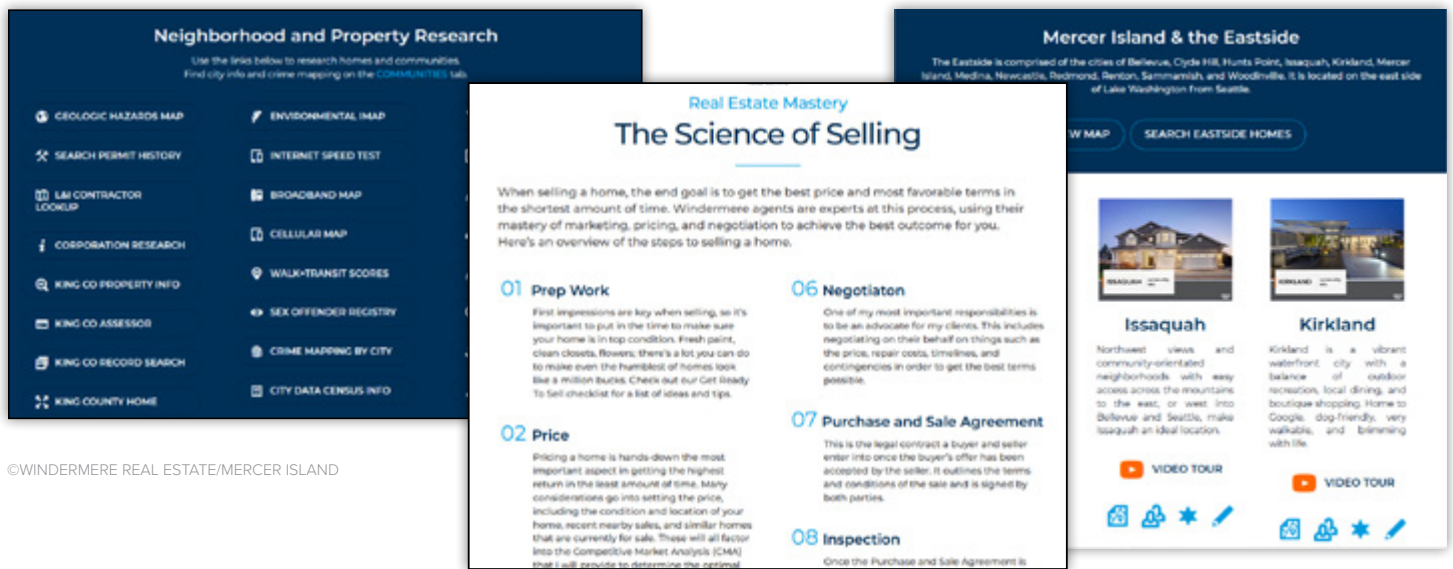 Neighborhood and Property Research
Use the links below to research homes and communities.
Find city info and crime mapping on the COMMUNITIES tab.
GEOLOGIC HAZARDS MAP
SEARCH PERMIT HISTORY
L&I CONTRACTOR
LOOKUP
CORPORATION RESEARCH
KING CO PROPERTY INFO
KING CO ASSESSOR
KING CO RECORD SEARCH
KING COUNTY HOME
ENVIRONMENTAL IMAP
INTERNET SPEED TEST
BROADBAND MAP
CELLULAR MAP
WALK+TRANSIT SCORES
SEX OFFENDER REGISTRY
CRIME MAPPING BY CITY
CITY DATA CENSUS INFO
©WINDERMERE REAL ESTATE/MERCER ISLAND
Real Estate Mastery
The Science of Selling
When selling a home, the end goal is to get the best price and most favorable terms in
the shortest amount of time. Windermere agents are experts at this process, using their
mastery of marketing, pricing, and negotiation to achieve the best outcome for you.
Here's an overview of the steps to selling a home.
01 Prep Work
First impressions are key when selling, so it's
important to put in the time to make sure
your home is in top condition. Fresh paint,
clean closets, flowers; there's a lot you can do
to make even the humblest of homes look
like a million bucks. Check out our Get Ready
To Sell checklist for a list of ideas and tips.
02 Price
Pricing a home is hands-down the most
important aspect in getting the highest
return in the least amount of time. Many
considerations go into setting the price,
including the condition and location of your
home, recent nearby sales, and similar homes
that are currently for sale. These will all factor
into the Competitive Market Analysis (CMA)
that I will provide to determine the optimal
06 Negotiaton
One of my most important responsibilities is
to be an advocate for my clients. This includes
negotiating on their behalf on things such as
the price, repair costs, timelines, and
contingencies in order to get the best terms
possible.
07 Purchase and Sale Agreement
This is the legal contract a buyer and seller
enter into once the buyer's offer has been
accepted by the seller. It outlines the terms
and conditions of the sale and is signed by
both parties.
08 Inspection
Once the Purchase and Sale Agreement is
Mercer Island & the Eastside
The Eastside is comprised of the cities of Bellevue, Clyde Hill, Hunts Point, Issaquah, Kirkland, Mercer
Island, Medina, Newcastle, Redmond, Renton, Sammamish, and Woodinville. It is located on the east side
of Lake Washington from Seattle.
W MAP
SEARCH EASTSIDE HOMES
ISSAQUAH
Issaquah
Northwest views and
community-orientated
neighborhoods with easy
access across the mountains
to the east, or west into
Bellevue and Seattle, make
Issaquah an ideal location.
VIDEO TOUR
KIRKLAND
Kirkland
Kirkland is a vibrant
waterfront city with a
balance of outdoor
recreation, local dining, and
boutique shopping. Home to
Google, dog-friendly, very
walkable, and brimming
with life.
VIDEO TOUR